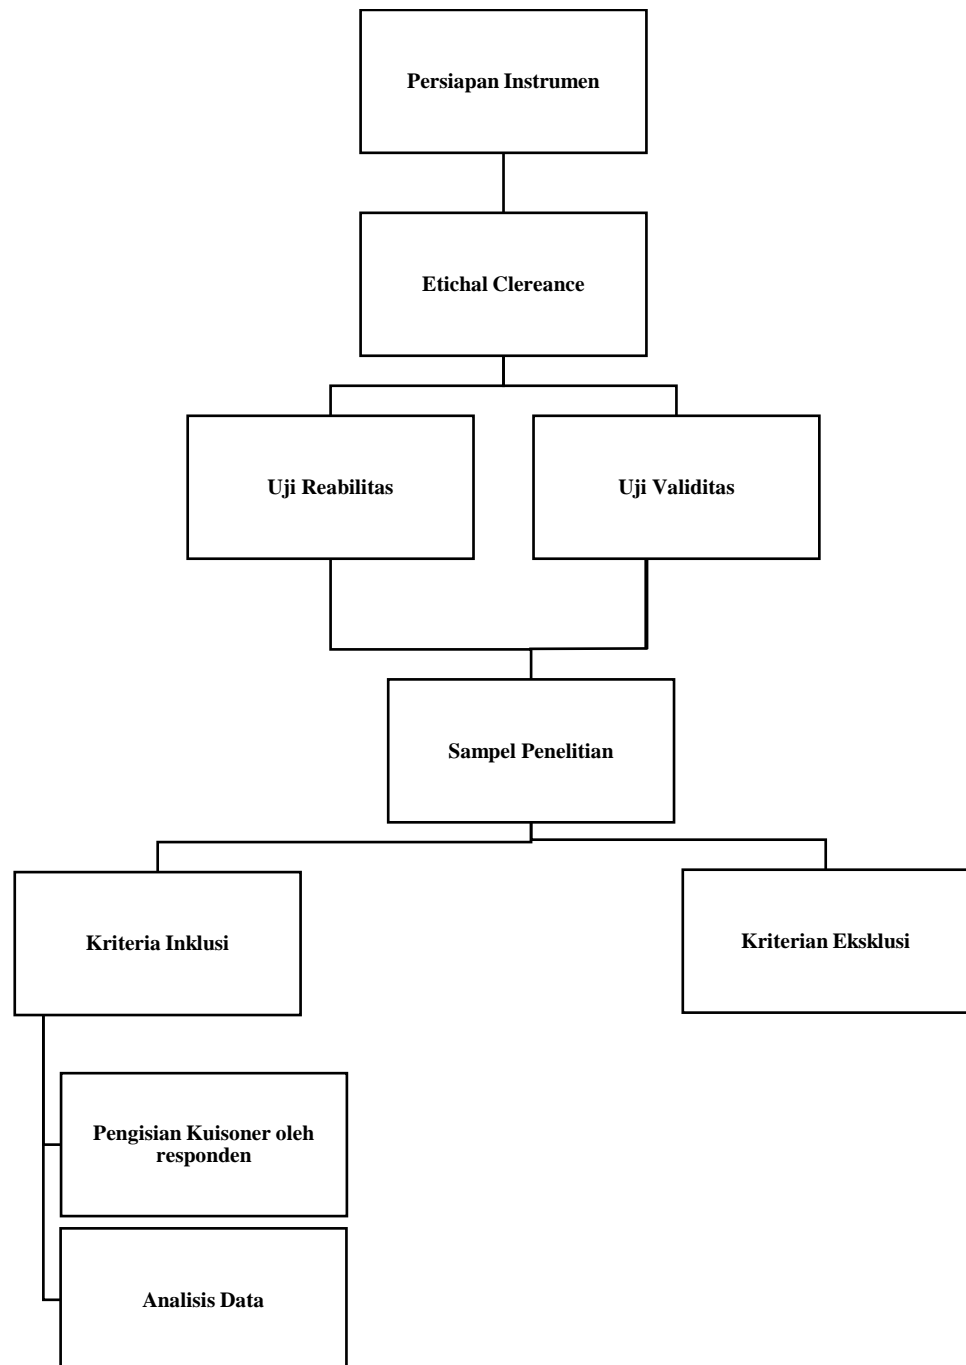 Persiapan Instrumen
Etichal Clereance
Uji Reabilitas
Uji Validitas
Sampel Penelitian
Kriteria Inklusi
Kriterian Eksklusi
Pengisian Kuisoner oleh
responden
Analisis Data